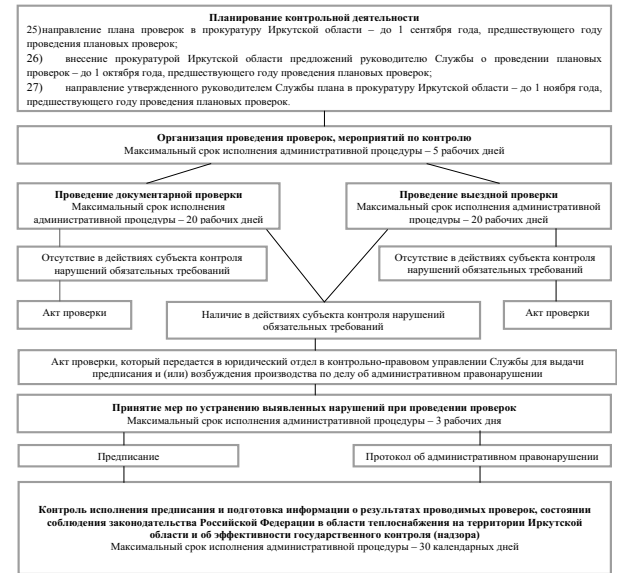 Планирование контрольной деятельности
25)направление плана проверок в прокуратуру Иркутской области – до 1 сентября года, предшествующего году
проведения плановых проверок;
26) внесение прокуратурой Иркутской области предложений руководителю Службы о проведении плановых
проверок – до 1 октября года, предшествующего году проведения плановых проверок;
27) направление утвержденного руководителем Службы плана в прокуратуру Иркутской области – до 1 ноября года,
предшествующего году проведения плановых проверок.
Организация проведения проверок, мероприятий по контролю
Максимальный срок исполнения административной процедуры – 5 рабочих дней
Проведение документарной проверки
Максимальный срок исполнения
административной процедуры – 20 рабочих дней
Проведение выездной проверки
Максимальный срок исполнения административной
процедуры – 20 рабочих дней
Отсутствие в действиях субъекта контроля
нарушений обязательных требований
Отсутствие в действиях субъекта контроля
нарушений обязательных требований
Акт проверки
Наличие в действиях субъекта контроля нарушений
обязательных требований
Акт проверки
Акт проверки, который передается в юридический отдел в контрольно-правовом управлении Службы для выдачи
предписания и (или) возбуждения производства по делу об административном правонарушении
Принятие мер по устранению выявленных нарушений при проведении проверок
Максимальный срок исполнения административной процедуры – 3 рабочих дня
Предписание
Протокол об административном правонарушении
Контроль исполнения предписания и подготовка информации о результатах проводимых проверок, состоянии
соблюдения законодательства Российской Федерации в области теплоснабжения на территории Иркутской
области и об эффективности государственного контроля (надзора)
Максимальный срок исполнения административной процедуры – 30 календарных дней